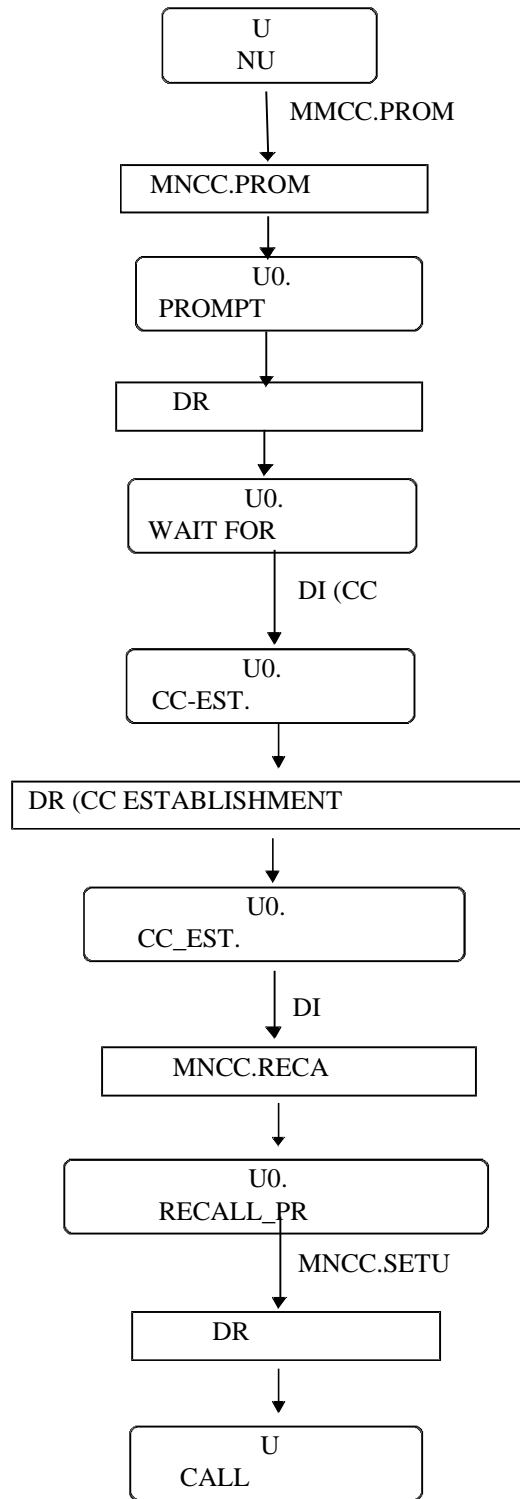 U
NU
MMCC.PROM
MNCC.PROM
U0.
PROMPT
DR
U0.
WAIT FOR
DI (CC
U0.
CC-EST.
DR (CC ESTABLISHMENT
U0.
CC_EST.
DI
MNCC.RECA
U0.
RECALL_PR
MNCC.SETU
DR
U
CALL